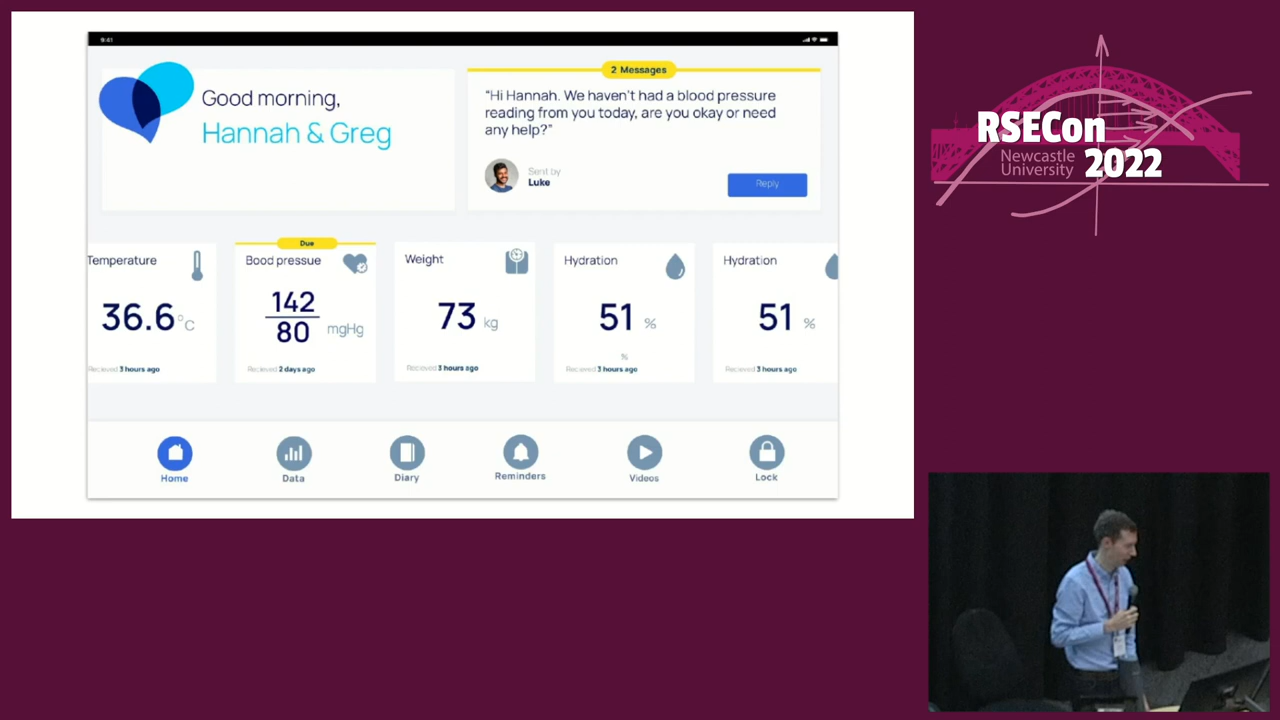 9:41
Good morning,
Hannah & Greg
2 Messages
“Hi Hannah. We haven't had a blood pressure
reading from you today, are you okay or need
any help?”
Sent by
Luke
Reply
Temperature
36.6 °C
Recieved 3 hours ago
Due
Bood pressue
142
80 mgHg
Recieved 2 days ago
Weight
73 kg
Recieved 3 hours ago
Hydration
51 %
%
Recieved 3 hours ago
Hydration
51 %
Recieved 3 hours ago
Home
Data
Diary
Reminders
Videos
Lock
RSECon
Newcastle
University 2022